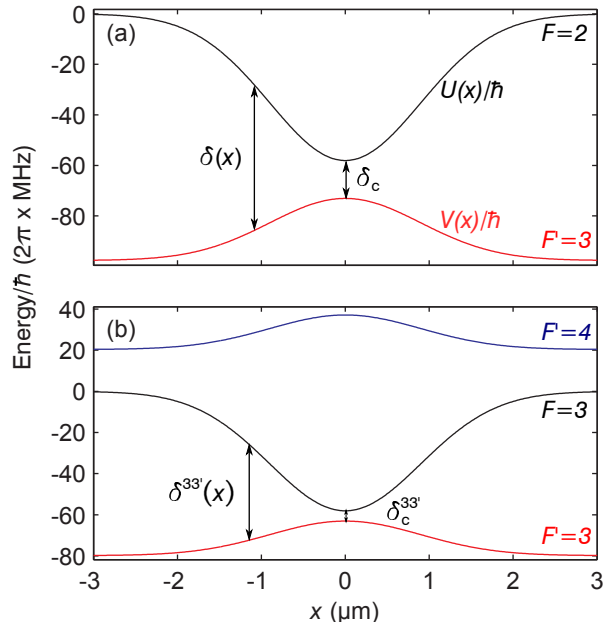 (a)
F=2
U(x)/ħ
δ(x)
δc
V(x)/ħ
F'=3
0
-20
-40
-60
-80
Energy/ħ (2π x MHz)
(b)
F'=4
F=3
δ33'(x)
δc33'
F'=3
40
20
0
-20
-40
-60
-80
-3 -2 -1 0 1 2 3
x (μm)